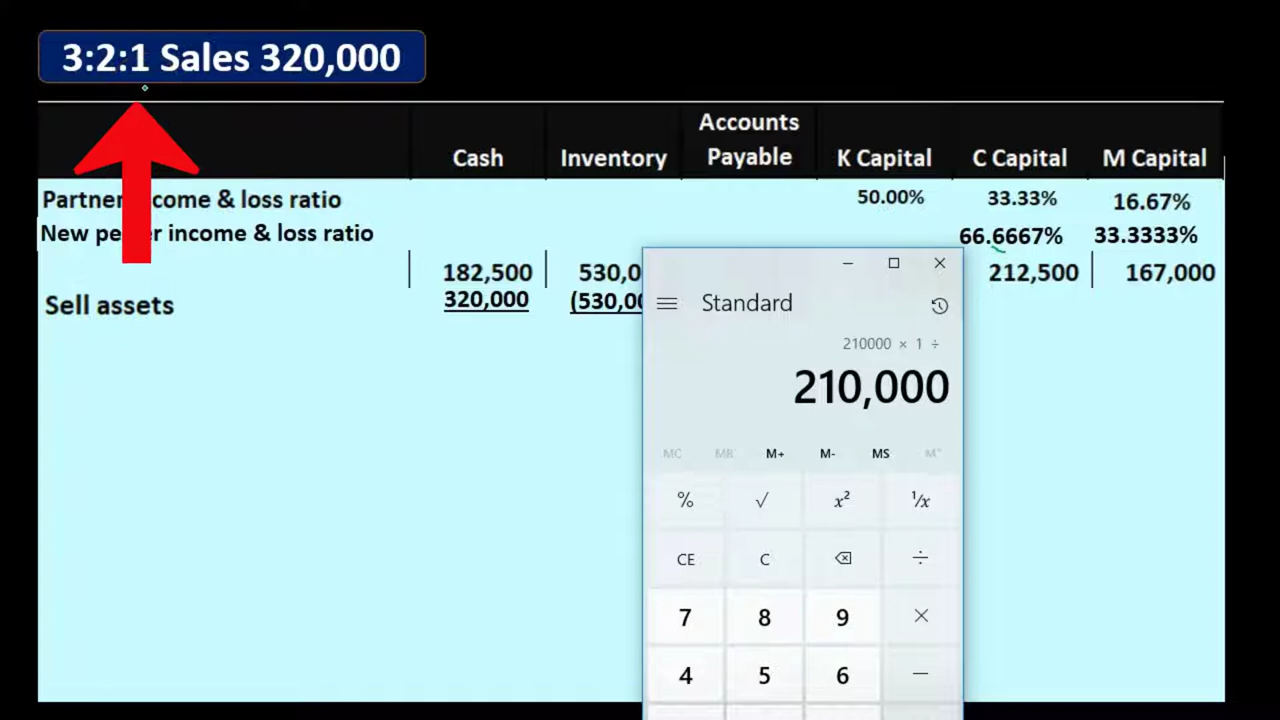 3:2:1 Sales 320,000
Cash Inventory Accounts Payable K Capital C Capital M Capital
Partner income & loss ratio 50.00% 33.33% 16.67%
New income & loss ratio 66.6667% 33.3333%
182,500 212,500 167,000
Sell assets 320,000
Standard
210000 × 1 ÷
210,000
MC MR M+ M- MS M˅
% √ x² ¹/x
CE C ⌫ ÷
7 8 9 ×
4 5 6 −